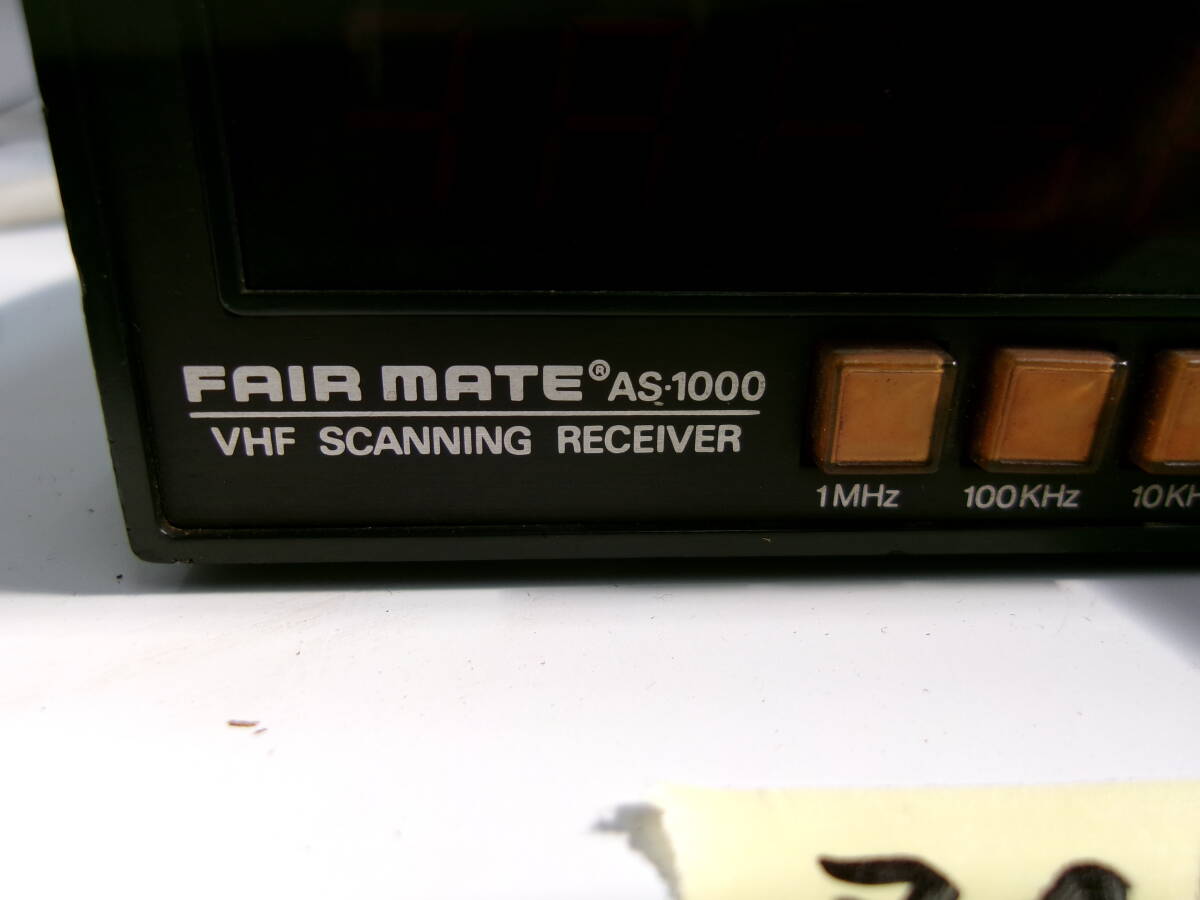 FAIR MATE® AS-1000
VHF SCANNING RECEIVER
1MHz 100KHz